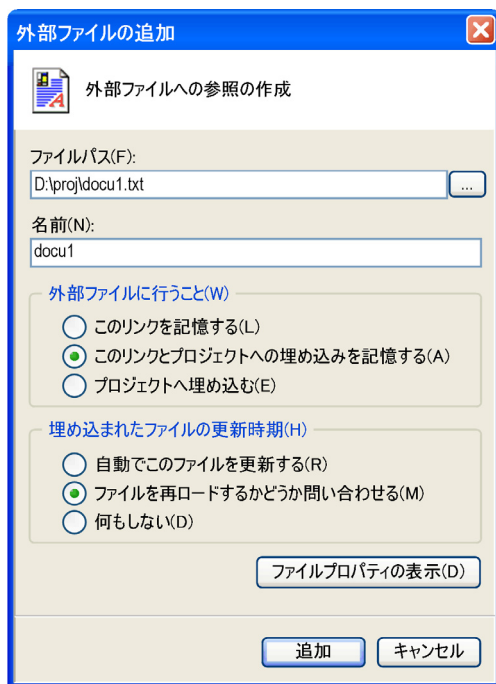 外部ファイルの追加
外部ファイルへの参照の作成
ファイルパス(F):
D:\proj\docu1.txt
...
名前(N):
docu1
外部ファイルに行うこと(W)
このリンクを記憶する(L)
このリンクとプロジェクトへの埋め込みを記憶する(A)
プロジェクトへ埋め込む(E)
埋め込まれたファイルの更新時期(H)
自動でこのファイルを更新する(R)
ファイルを再ロードするかどうか問い合わせる(M)
何もしない(D)
ファイルプロパティの表示(D)
追加
キャンセル